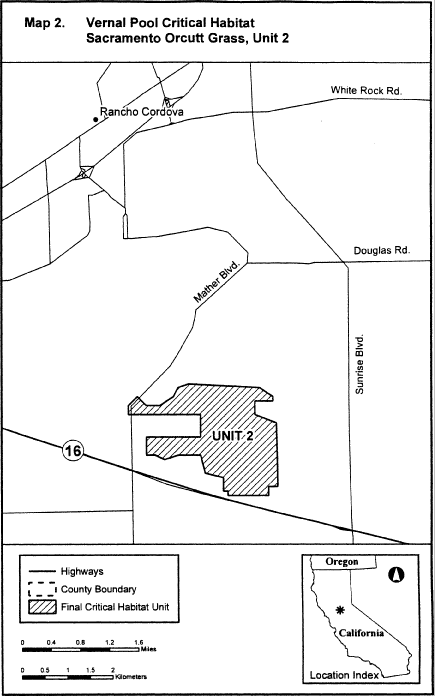 Map 2. Vernal Pool Critical Habitat
Sacramento Orcutt Grass, Unit 2
White Rock Rd.
Rancho Cordova
Douglas Rd.
Mather Blvd.
Sunrise Blvd.
UNIT 2
16
Highways
County Boundary
Final Critical Habitat Unit
0 0.4 0.8 1.2 1.6
Miles
0 0.5 1 1.5 2
Kilometers
Oregon
California
Location Index